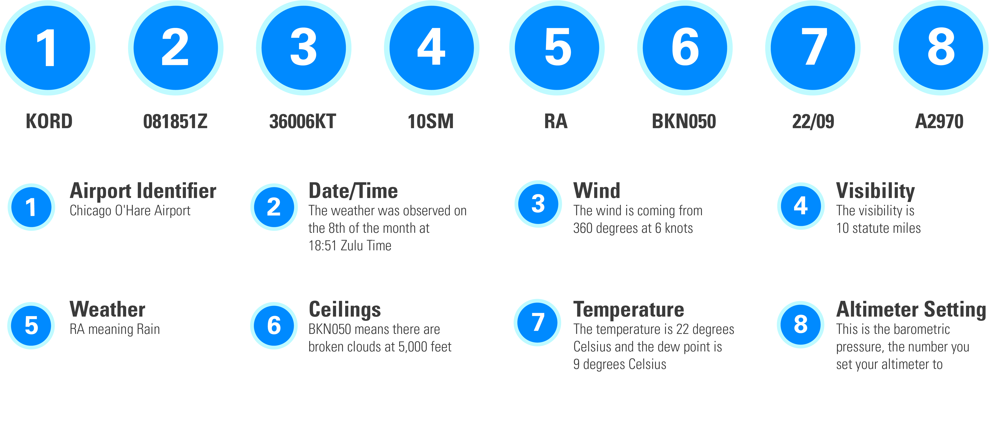 1 2 3 4 5 6 7 8
KORD 081851Z 36006KT 10SM RA BKN050 22/09 A2970
1
Airport Identifier
Chicago O'Hare Airport
2
Date/Time
The weather was observed on
the 8th of the month at
18:51 Zulu Time
3
Wind
The wind is coming from
360 degrees at 6 knots
4
Visibility
The visibility is
10 statute miles
5
Weather
RA meaning Rain
6
Ceilings
BKN050 means there are
broken clouds at 5,000 feet
7
Temperature
The temperature is 22 degrees
Celsius and the dew point is
9 degrees Celsius
8
Altimeter Setting
This is the barometric
pressure, the number you
set your altimeter to